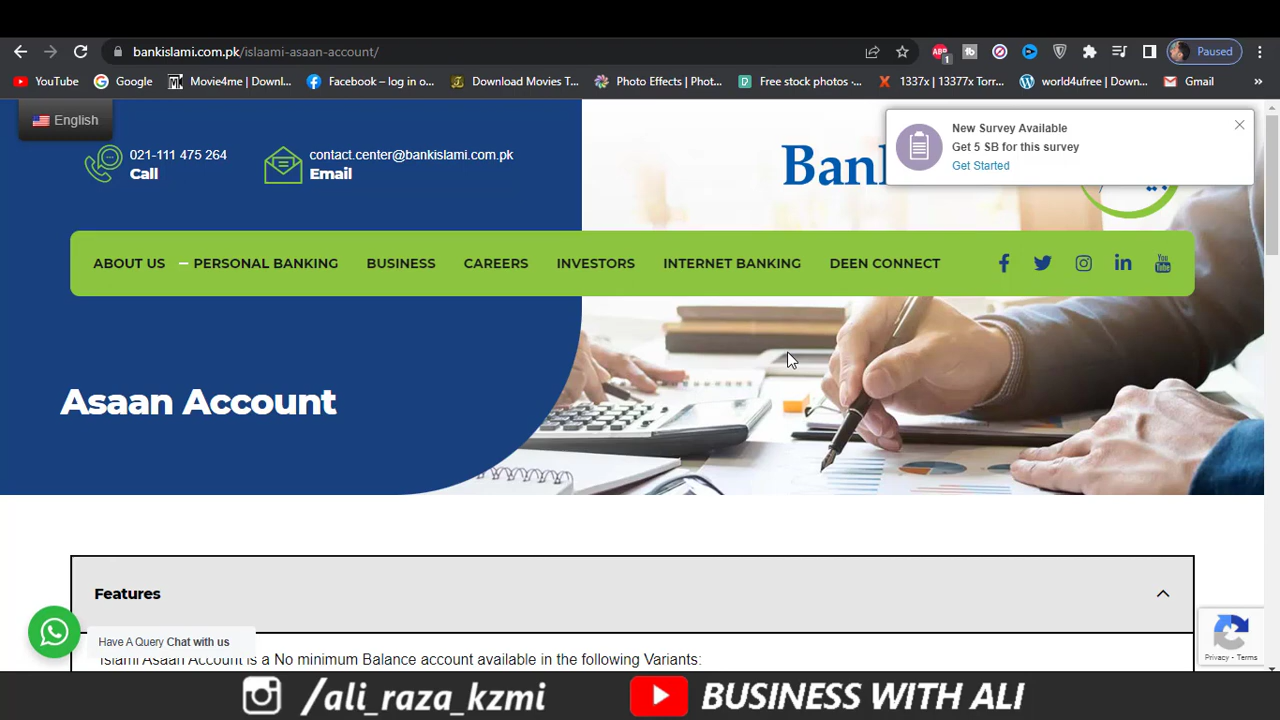 bankislami.com.pk/islaami-asaan-account/
Paused
YouTube
Google
Movie4me | Downl...
Facebook – log in o...
Download Movies T...
Photo Effects | Phot...
Free stock photos -...
1337x | 13377x Torr...
world4ufree | Down...
Gmail
»
English
021-111 475 264
Call
contact.center@bankislami.com.pk
Email
Bank
New Survey Available
Get 5 SB for this survey
Get Started
ABOUT US
PERSONAL BANKING
BUSINESS
CAREERS
INVESTORS
INTERNET BANKING
DEEN CONNECT
Asaan Account
Features
Have A Query Chat with us
Privacy - Terms
Islami Asaan Account is a No minimum Balance account available in the following Variants:
/ali_raza_kzmi
BUSINESS WITH ALI